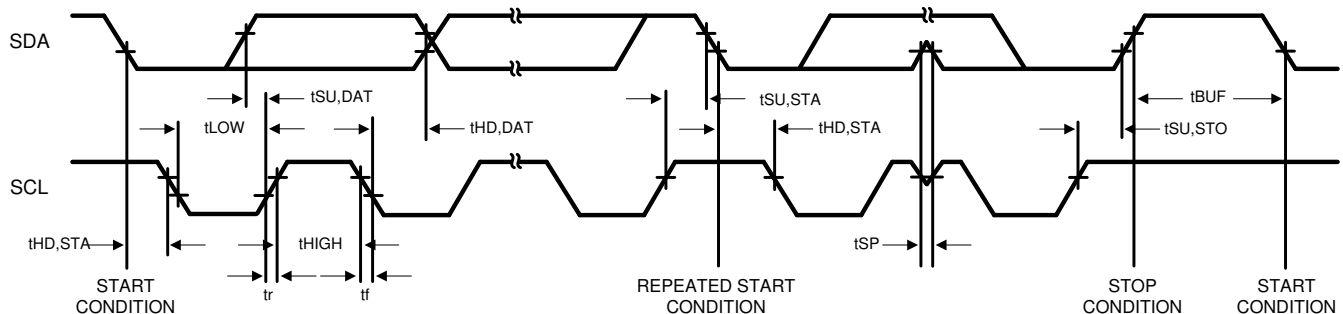 SDA
tSU,DAT
tLOW
tHD,DAT
tSU,STA
tHD,STA
tBUF
tSU,STO
SCL
tHD,STA
tHIGH
tSP
tr
tf
START
CONDITION
REPEATED START
CONDITION
STOP
CONDITION
START
CONDITION